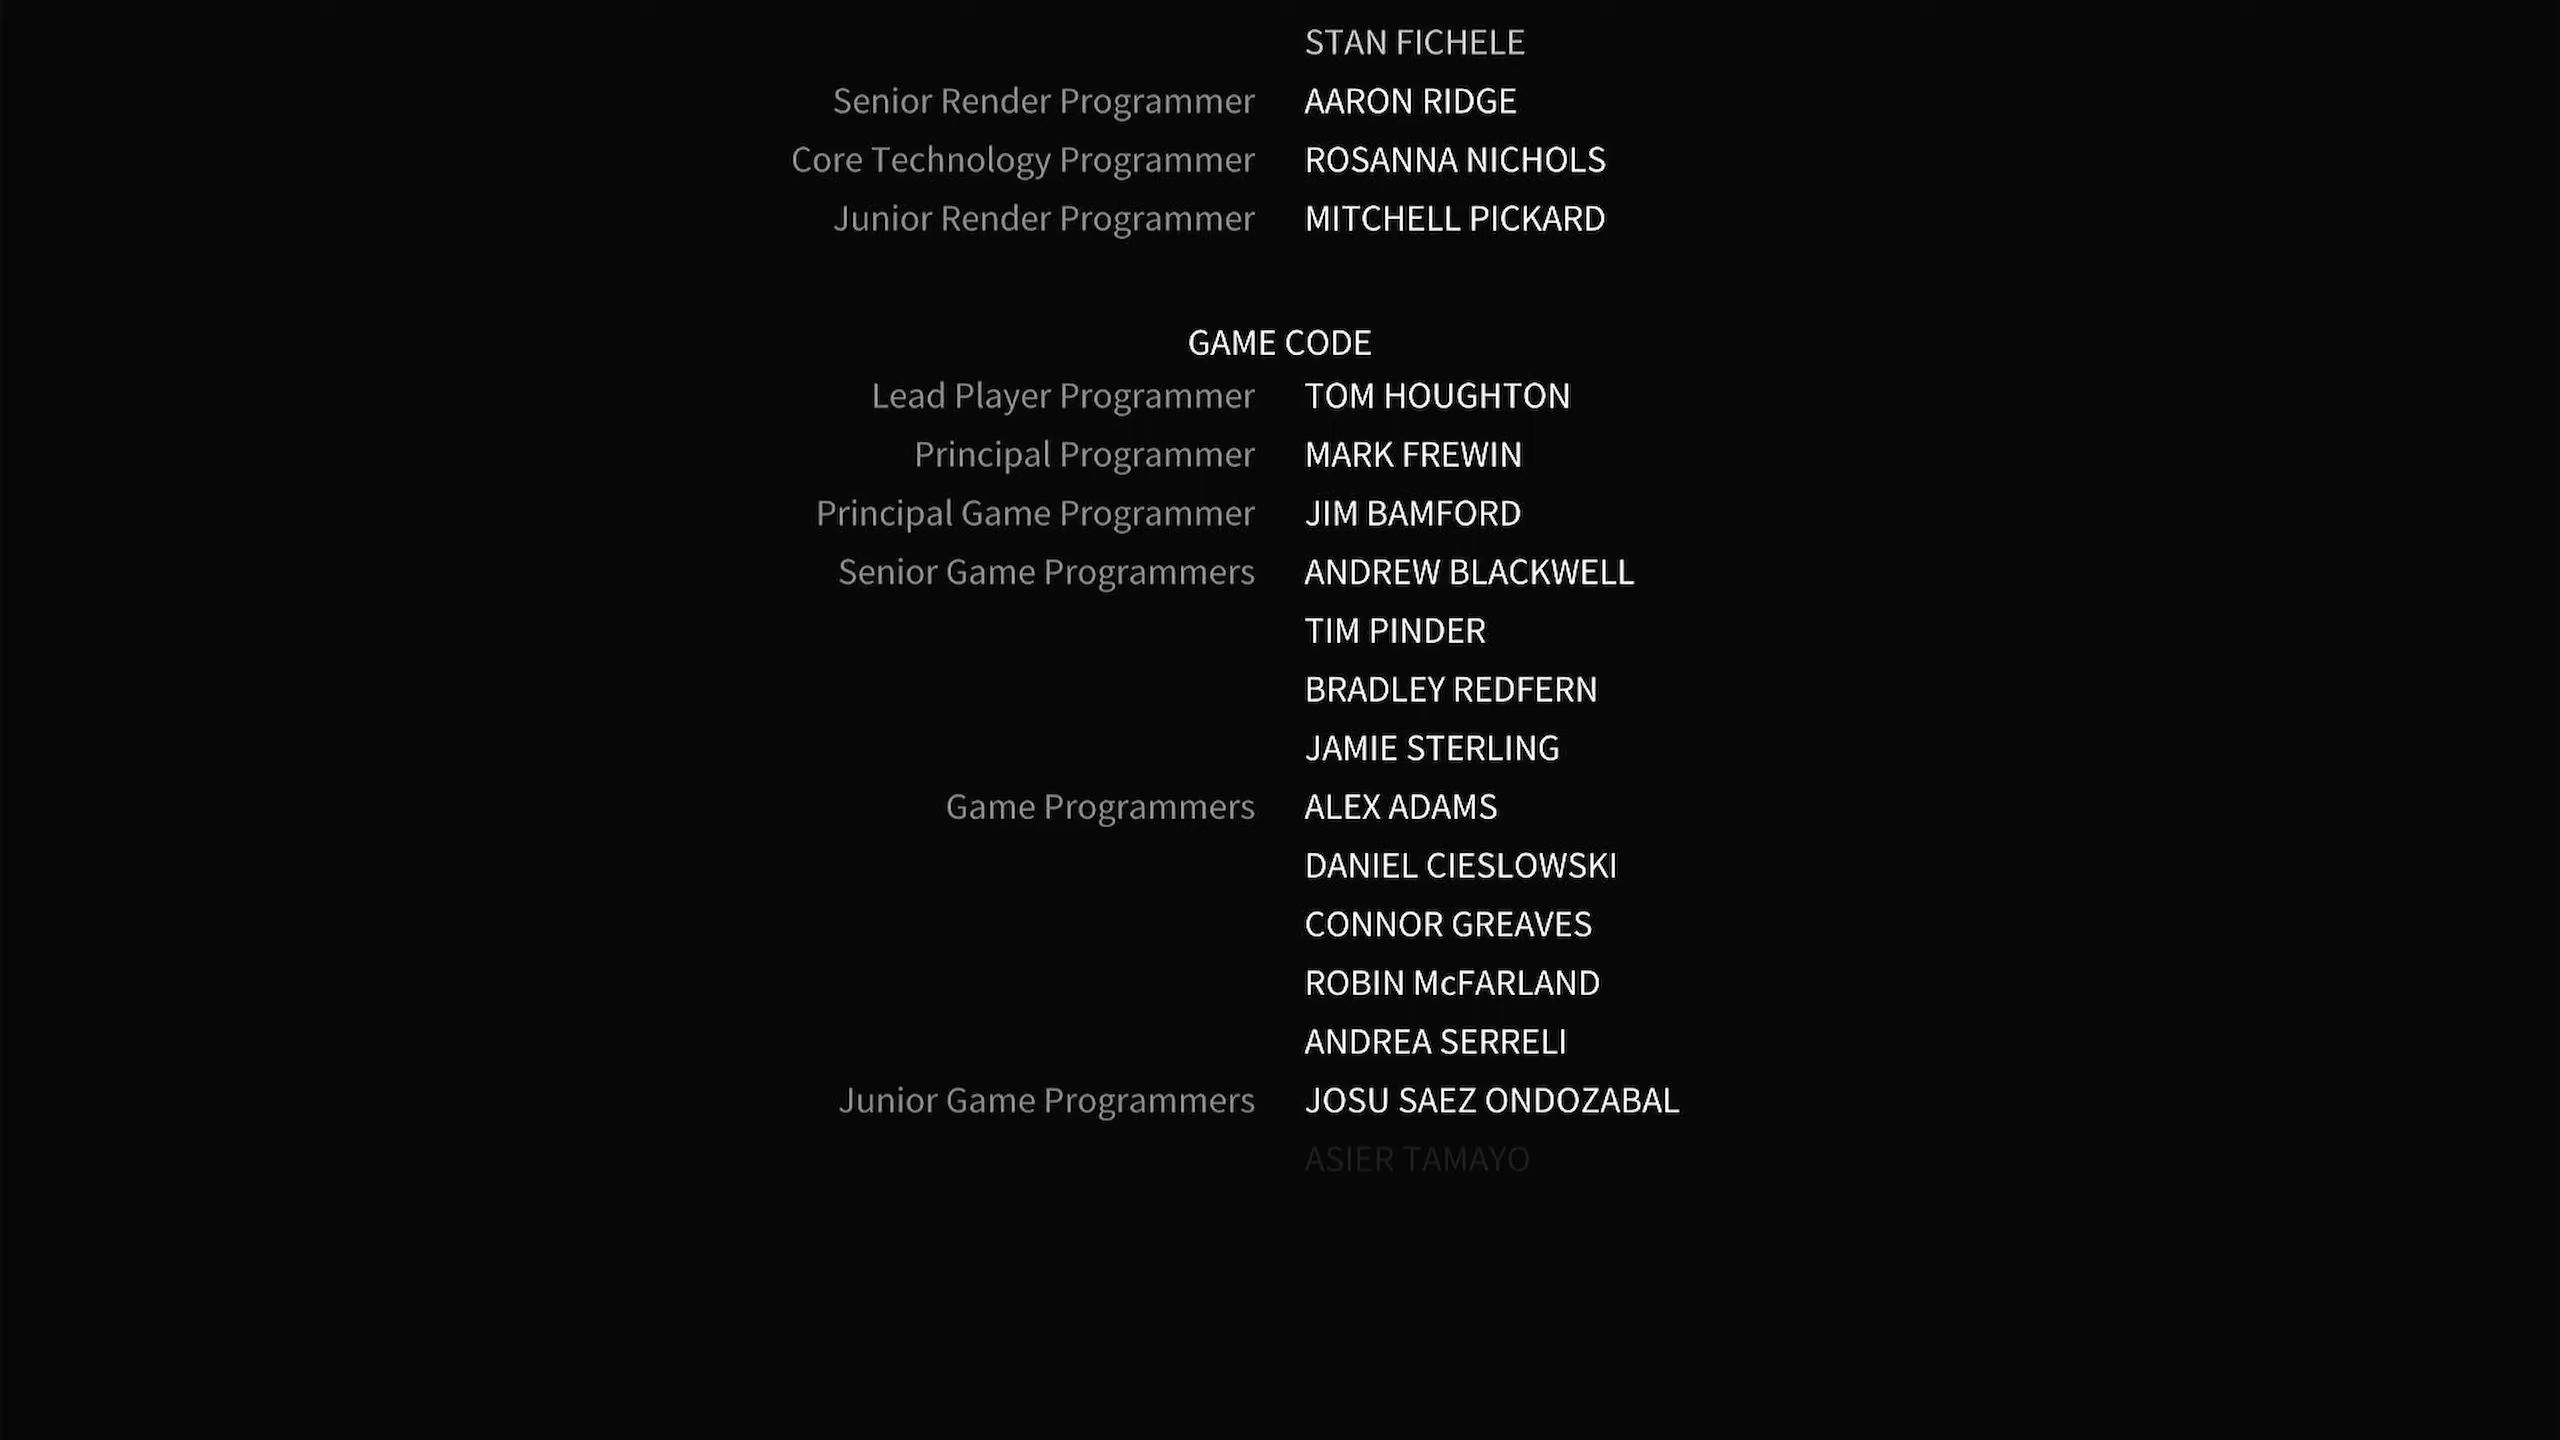 STAN FICHELE
Senior Render Programmer AARON RIDGE
Core Technology Programmer ROSANNA NICHOLS
Junior Render Programmer MITCHELL PICKARD
GAME CODE
Lead Player Programmer TOM HOUGHTON
Principal Programmer MARK FREWIN
Principal Game Programmer JIM BAMFORD
Senior Game Programmers ANDREW BLACKWELL
TIM PINDER
BRADLEY REDFERN
JAMIE STERLING
Game Programmers ALEX ADAMS
DANIEL CIESLOWSKI
CONNOR GREAVES
ROBIN McFARLAND
ANDREA SERRELI
Junior Game Programmers JOSU SAEZ ONDOZABAL
ASIER TAMAYO